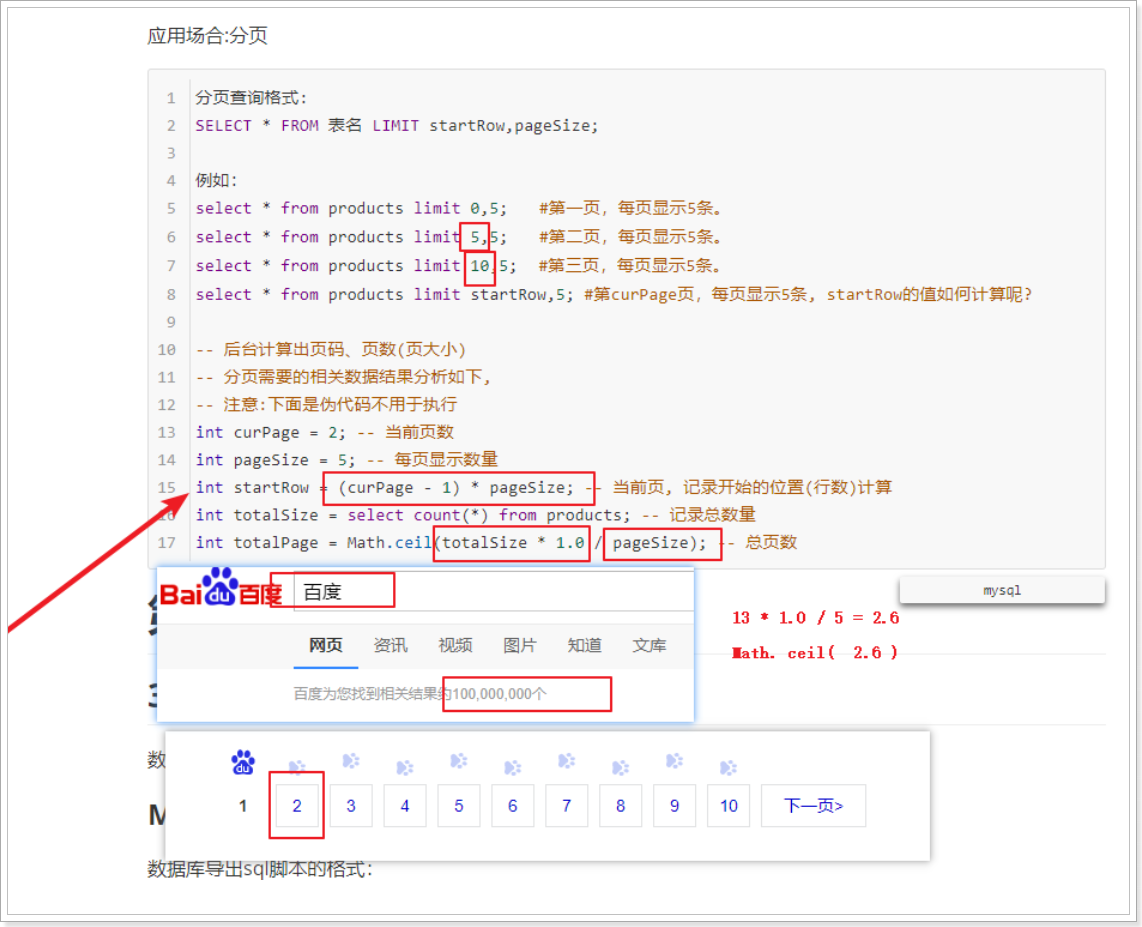 应用场合:分页
1 分页查询格式:
2 SELECT * FROM 表名 LIMIT startRow,pageSize;
3
4 例如:
5 select * from products limit 0,5; #第一页，每页显示5条。
6 select * from products limit 5,5; #第二页，每页显示5条。
7 select * from products limit 10,5; #第三页，每页显示5条。
8 select * from products limit startRow,5; #第curPage页，每页显示5条, startRow的值如何计算呢?
9
10 -- 后台计算出页码、页数(页大小)
11 -- 分页需要的相关数据结果分析如下,
12 -- 注意:下面是伪代码不用于执行
13 int curPage = 2; -- 当前页数
14 int pageSize = 5; -- 每页显示数量
15 int startRow = (curPage - 1) * pageSize; -- 当前页, 记录开始的位置(行数)计算
16 int totalSize = select count(*) from products; -- 记录总数量
17 int totalPage = Math.ceil(totalSize * 1.0 / pageSize); -- 总页数
mysql
Bai du 百度 百度
13 * 1.0 / 5 = 2.6
网页 资讯 视频 图片 知道 文库
Math. ceil( 2.6 )
百度为您找到相关结果约100,000,000个
数
du
1 2 3 4 5 6 7 8 9 10 下一页>
M
数据库导出sql脚本的格式: